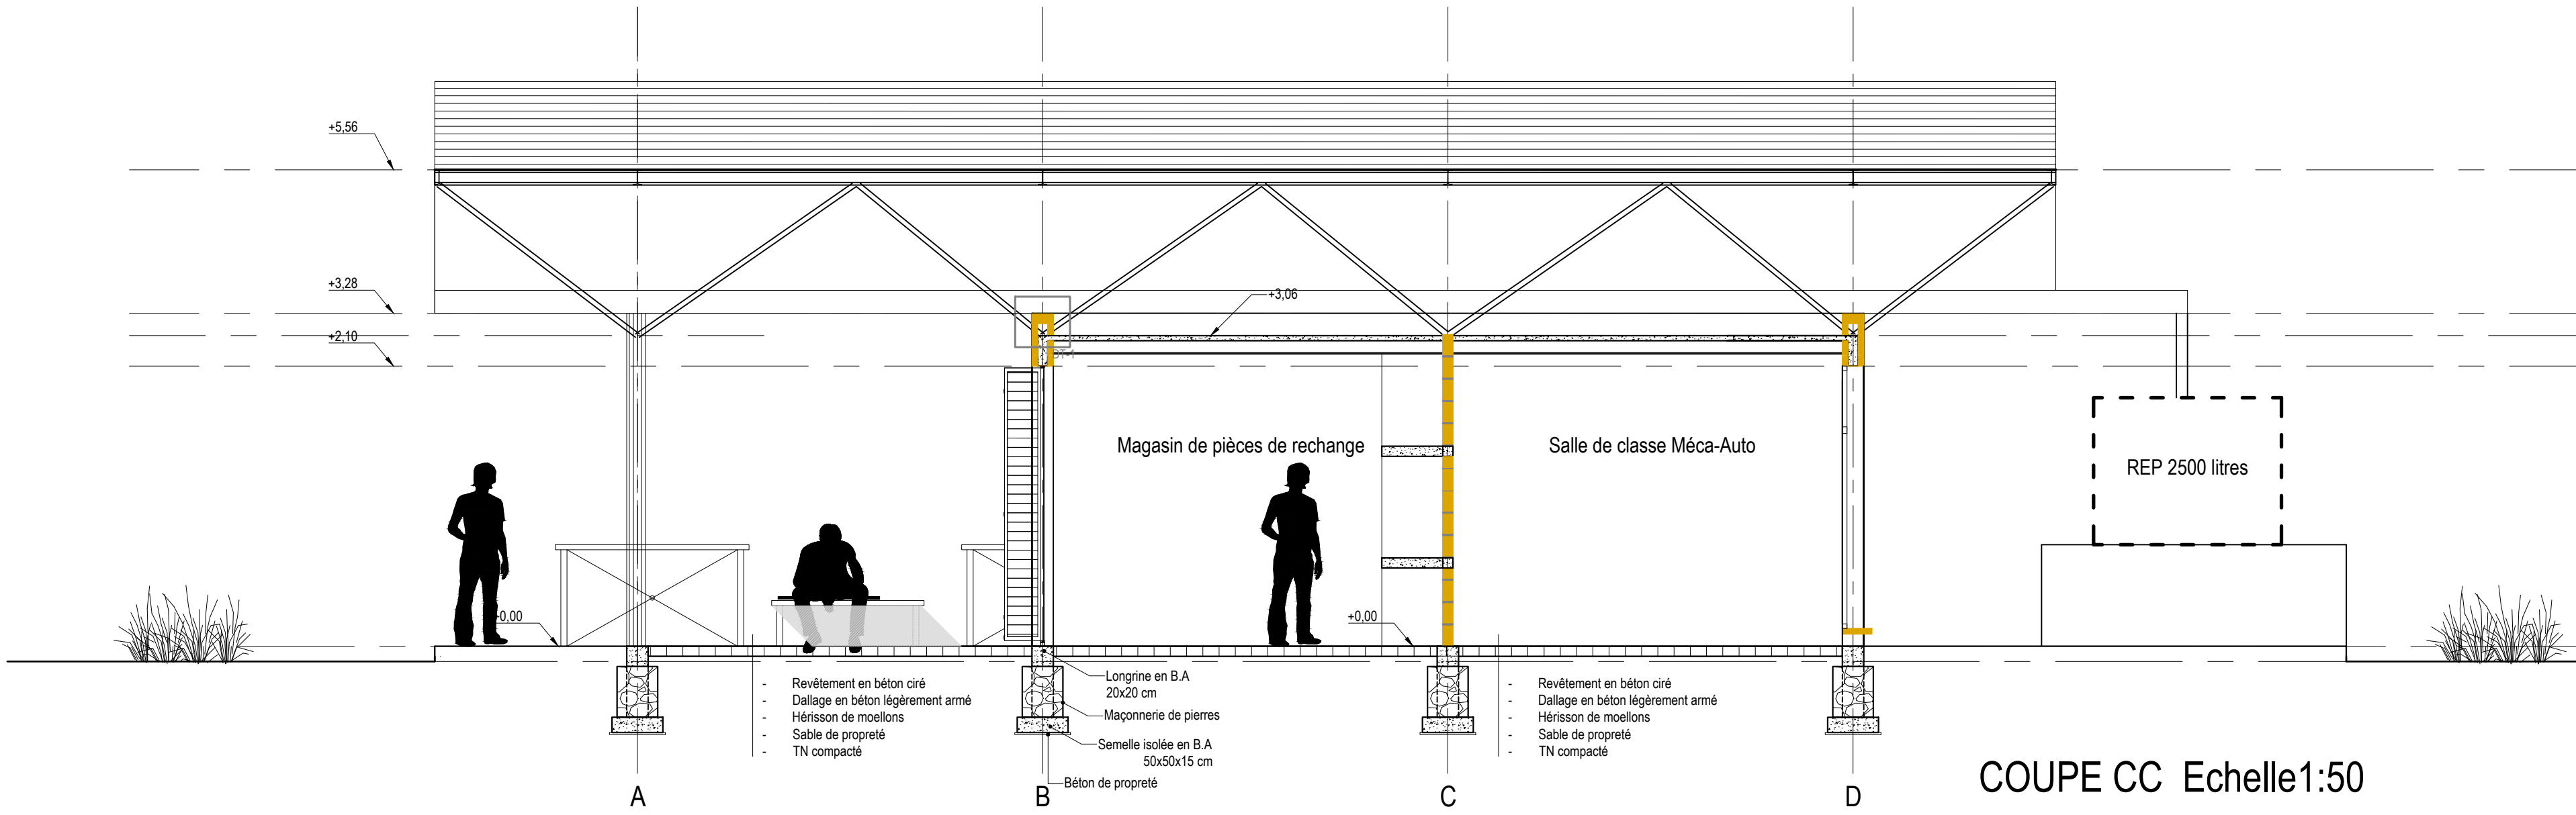 +5,56
+3,28
+3,06
+2,10
DT-1
Magasin de pièces de rechange
Salle de classe Méca-Auto
REP 2500 litres
+0,00
+0,00
- Revêtement en béton ciré
- Dallage en béton légèrement armé
- Hérisson de moellons
- Sable de propreté
- TN compacté
Longrine en B.A
20x20 cm
Maçonnerie de pierres
Semelle isolée en B.A
50x50x15 cm
Béton de propreté
- Revêtement en béton ciré
- Dallage en béton légèrement armé
- Hérisson de moellons
- Sable de propreté
- TN compacté
COUPE CC Echelle1:50
A
B
C
D